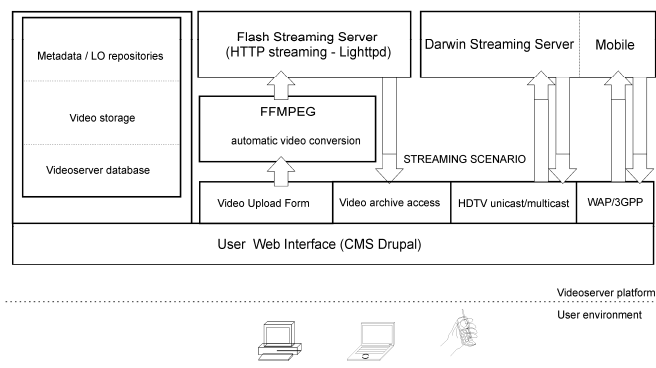 Metadata / LO repositories
Video storage
Videoserver database
Flash Streaming Server
(HTTP streaming - Lighttpd)
Darwin Streaming Server
Mobile
FFMPEG
automatic video conversion
STREAMING SCENARIO
Video Upload Form
Video archive access
HDTV unicast/multicast
WAP/3GPP
User Web Interface (CMS Drupal)
Videoserver platform
User environment